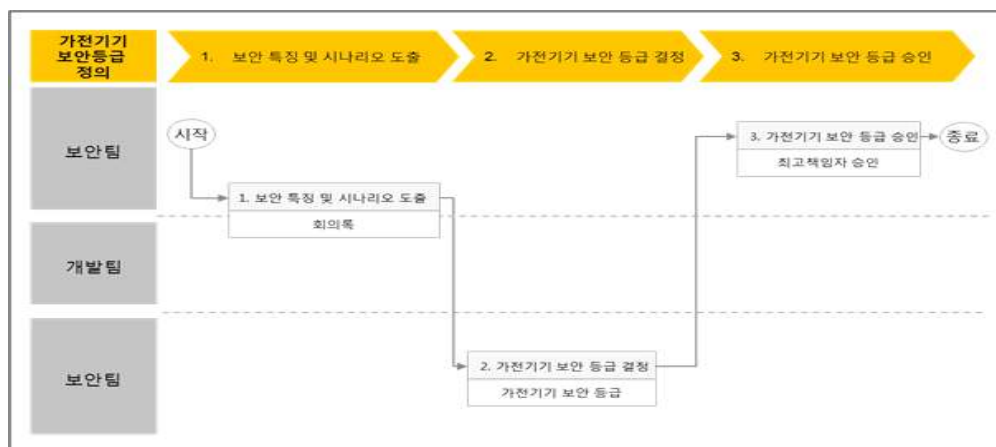 가전기기
보안등급
정의
1. 보안 특징 및 시나리오 도출
2. 가전기기 보안 등급 결정
3. 가전기기 보안 등급 승인
보안팀
시작
3. 가전기기 보안 등급 승인
최고책임자 승인
종료
1. 보안 특징 및 시나리오 도출
회의록
개발팀
보안팀
2. 가전기기 보안 등급 결정
가전기기 보안 등급